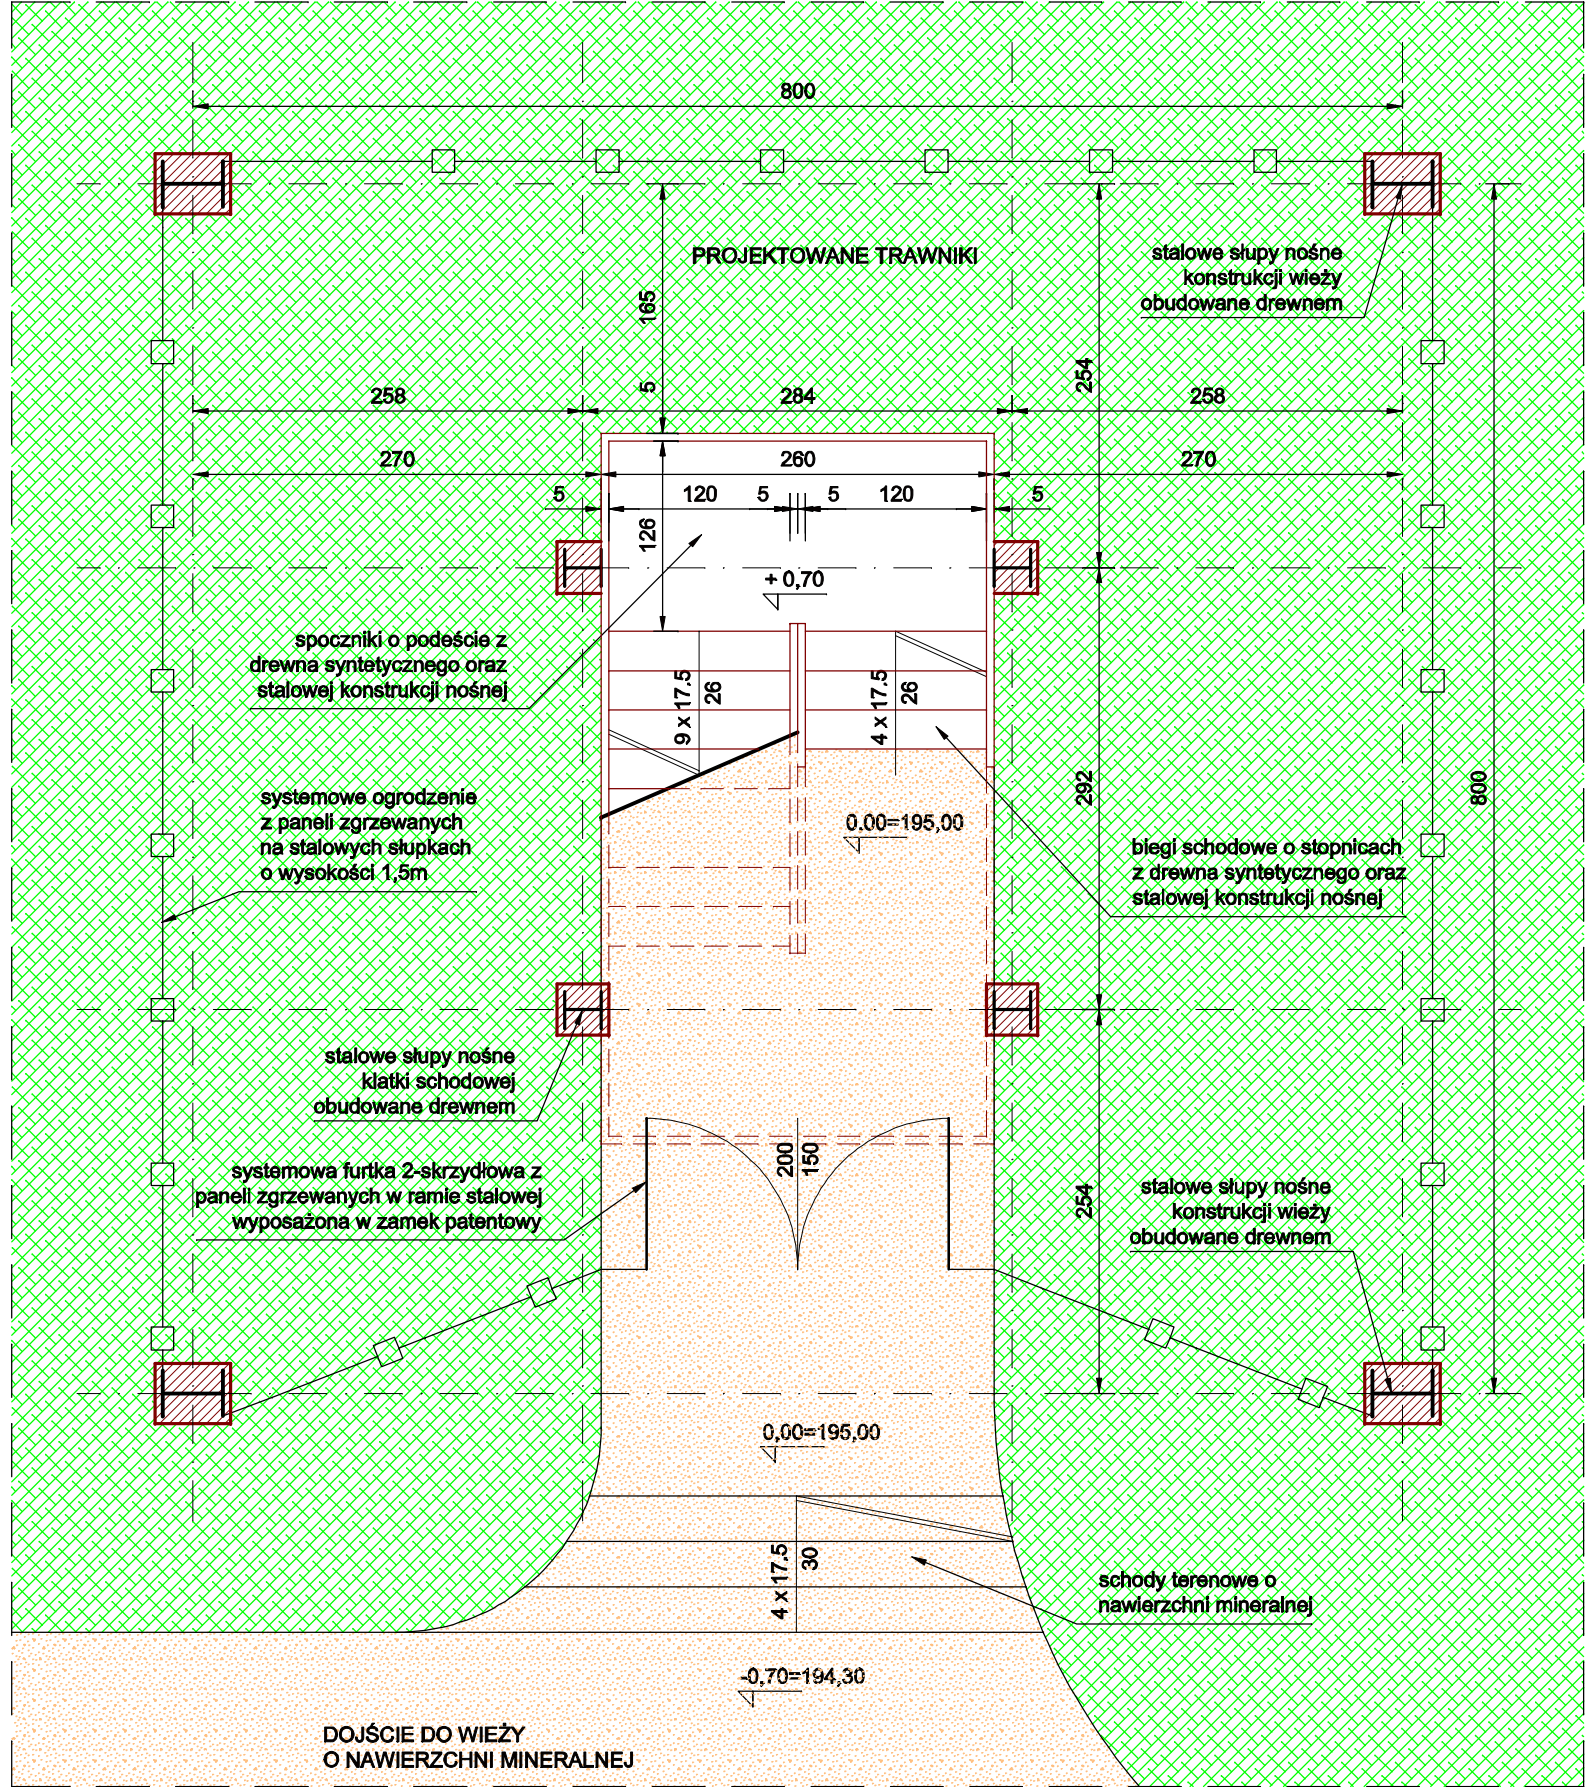 800
PROJEKTOWANE TRAWNIKI
stalowe słupy nośne
konstrukcji wieży
obudowane drewnem
165
5
254
258
284
258
270
260
270
5
120
5
5
120
5
126
+ 0,70
spoczniki o podeście z
drewna syntetycznego oraz
stalowej konstrukcji nośnej
9 x 17.5
26
4 x 17.5
26
292
800
systemowe ogrodzenie
z paneli zgrzewanych
na stalowych słupkach
o wysokości 1,5m
0.00=195,00
biegi schodowe o stopnicach
z drewna syntetycznego oraz
stalowej konstrukcji nośnej
stalowe słupy nośne
klatki schodowej
obudowane drewnem
200
150
systemowa furtka 2-skrzydłowa z
paneli zgrzewanych w ramie stalowej
wyposażona w zamek patentowy
254
stalowe słupy nośne
konstrukcji wieży
obudowane drewnem
0,00=195,00
4 x 17.5
30
schody terenowe o
nawierzchni mineralnej
-0,70=194,30
DOJŚCIE DO WIEŻY
O NAWIERZCHNI MINERALNEJ